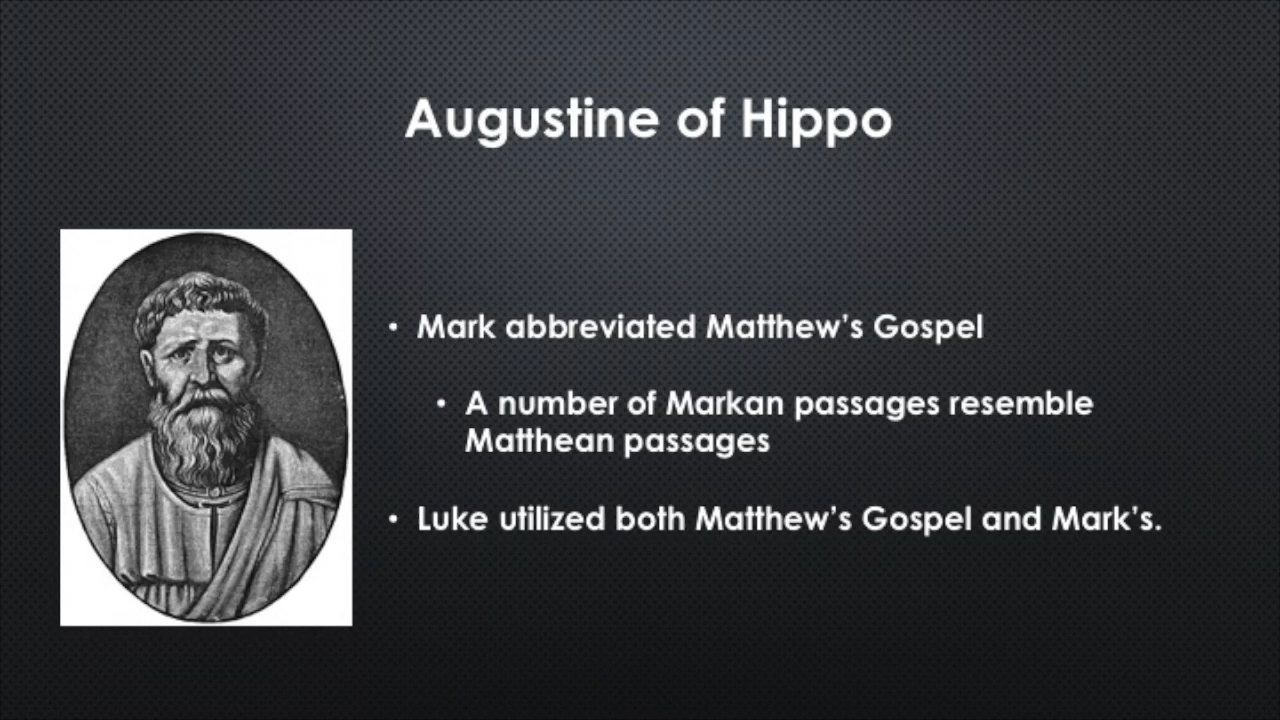 Augustine of Hippo
• Mark abbreviated Matthew’s Gospel
• A number of Markan passages resemble
Matthean passages
• Luke utilized both Matthew’s Gospel and Mark’s.